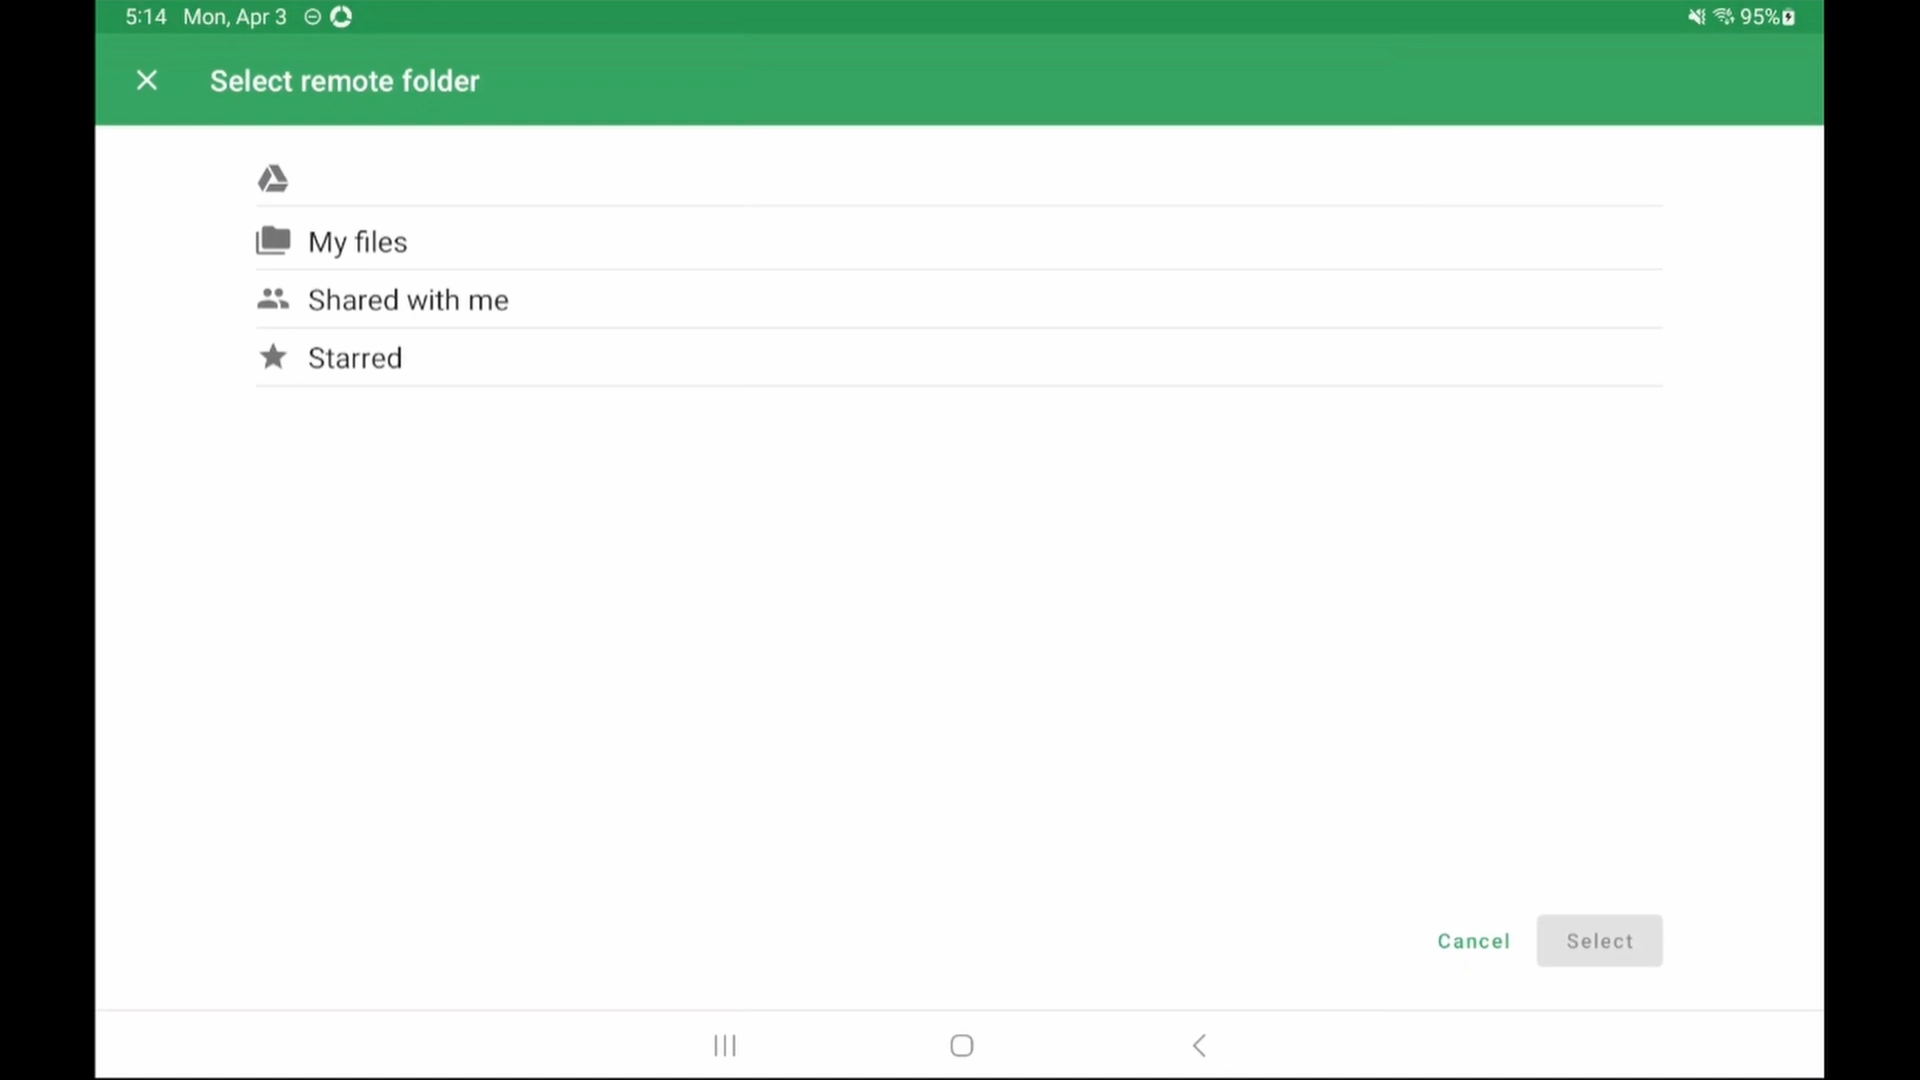 5:14 Mon, Apr 3 95%
Select remote folder
My files
Shared with me
Starred
Cancel Select